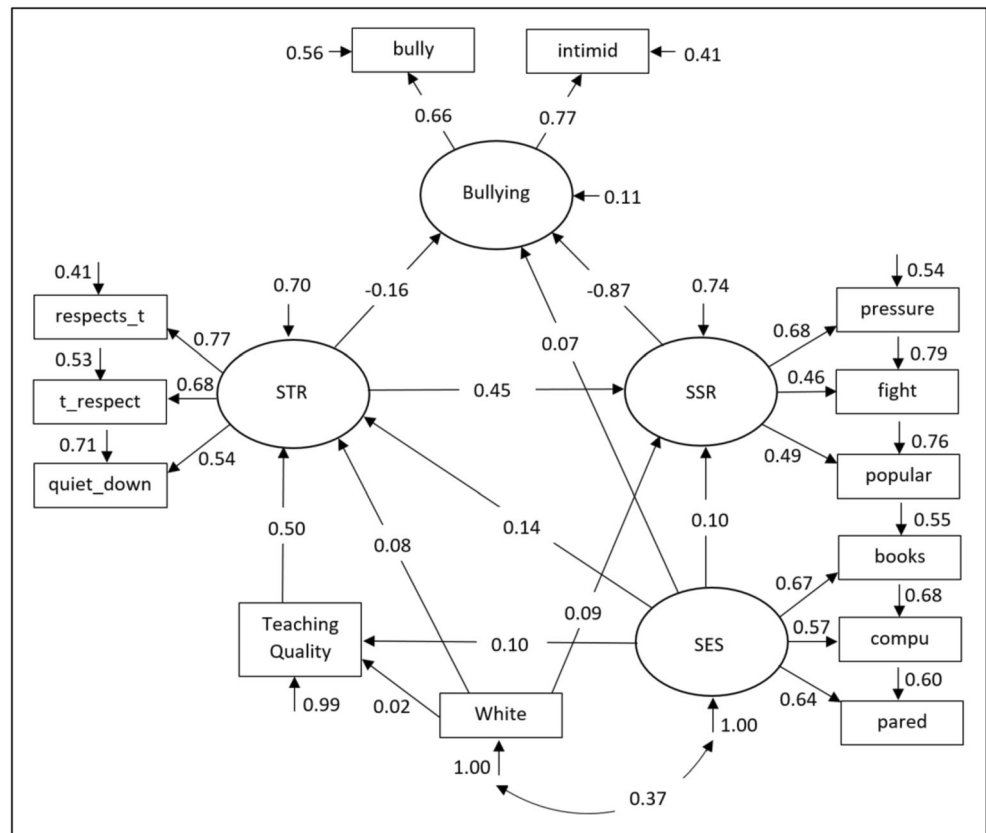 bully
intimid
0.56
0.41
0.66
0.77
Bullying
0.11
0.41
0.70
-0.16
-0.87
0.74
0.54
respects_t
pressure
0.77
0.07
0.68
0.53
0.79
t_respect
0.68
STR
0.45
SSR
0.46
fight
0.71
0.76
0.54
0.49
quiet_down
popular
0.50
0.14
0.10
0.55
0.08
books
0.67
0.68
Teaching
Quality
0.09
0.10
SES
0.57
compu
0.60
0.64
0.99
0.02
White
pared
1.00
1.00
0.37